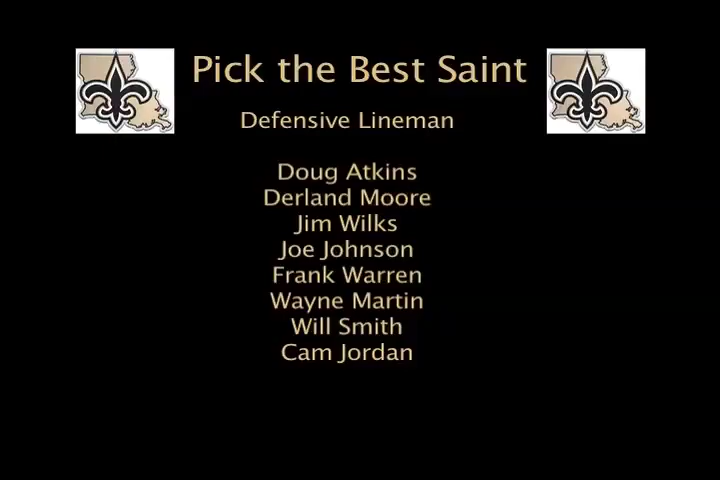 Pick the Best Saint
Defensive Lineman
Doug Atkins
Derland Moore
Jim Wilks
Joe Johnson
Frank Warren
Wayne Martin
Will Smith
Cam Jordan